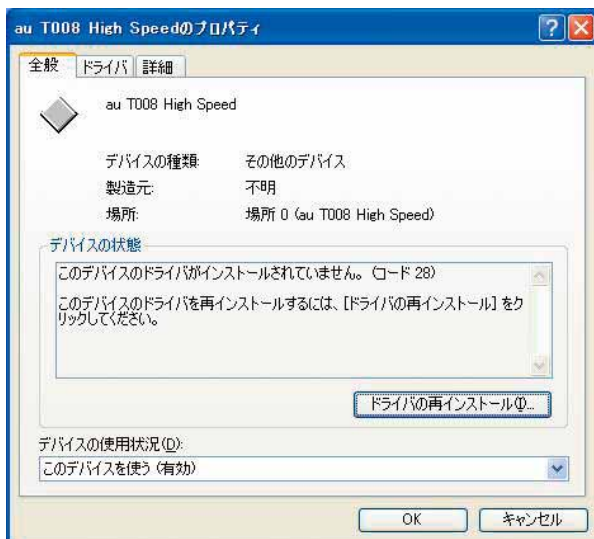 au T008 High Speedのプロパティ
全般 ドライバ 詳細
au T008 High Speed
デバイスの種類: その他のデバイス
製造元: 不明
場所: 場所 0 (au T008 High Speed)
デバイスの状態
このデバイスのドライバがインストールされていません。(コード 28)
このデバイスのドライバを再インストールするには、[ドライバの再インストール] をク
リックしてください。
ドライバの再インストール(I)...
デバイスの使用状況(D):
このデバイスを使う (有効)
OK キャンセル